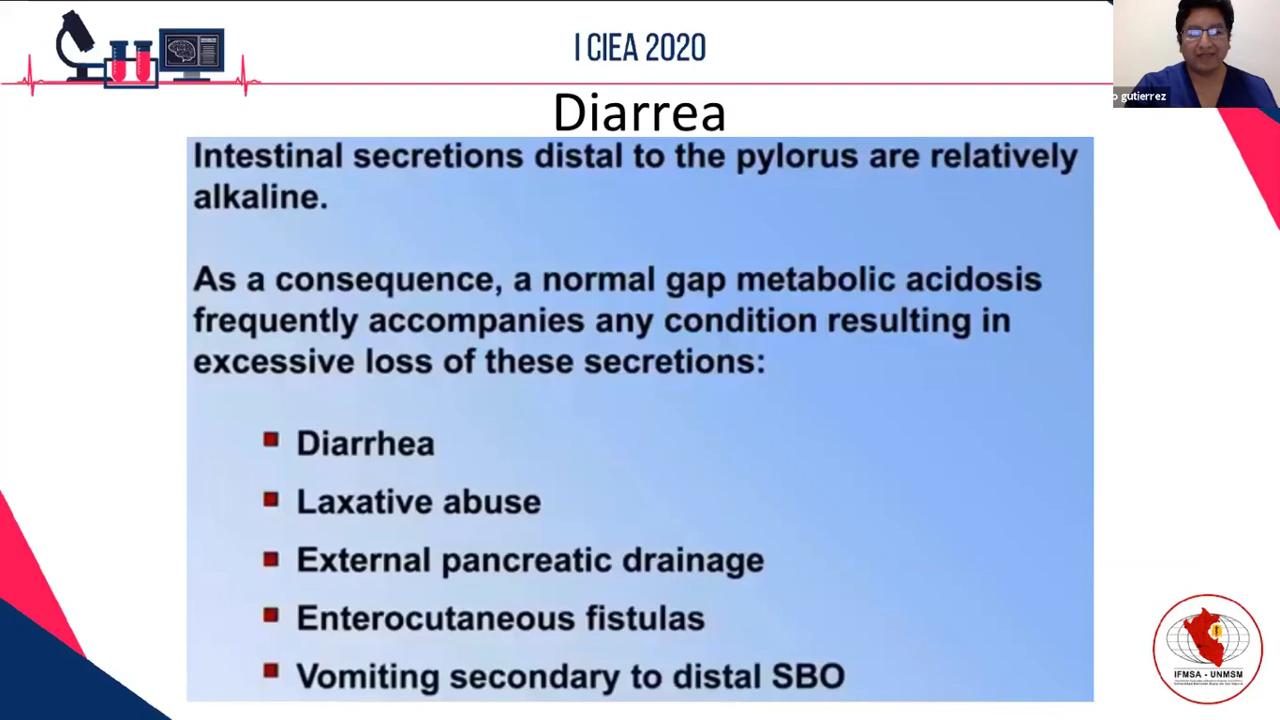 I CIEA 2020
o gutierrez
Diarrea
Intestinal secretions distal to the pylorus are relatively
alkaline.
As a consequence, a normal gap metabolic acidosis
frequently accompanies any condition resulting in
excessive loss of these secretions:
Diarrhea
Laxative abuse
External pancreatic drainage
Enterocutaneous fistulas
Vomiting secondary to distal SBO
IFMSA - UNMSM